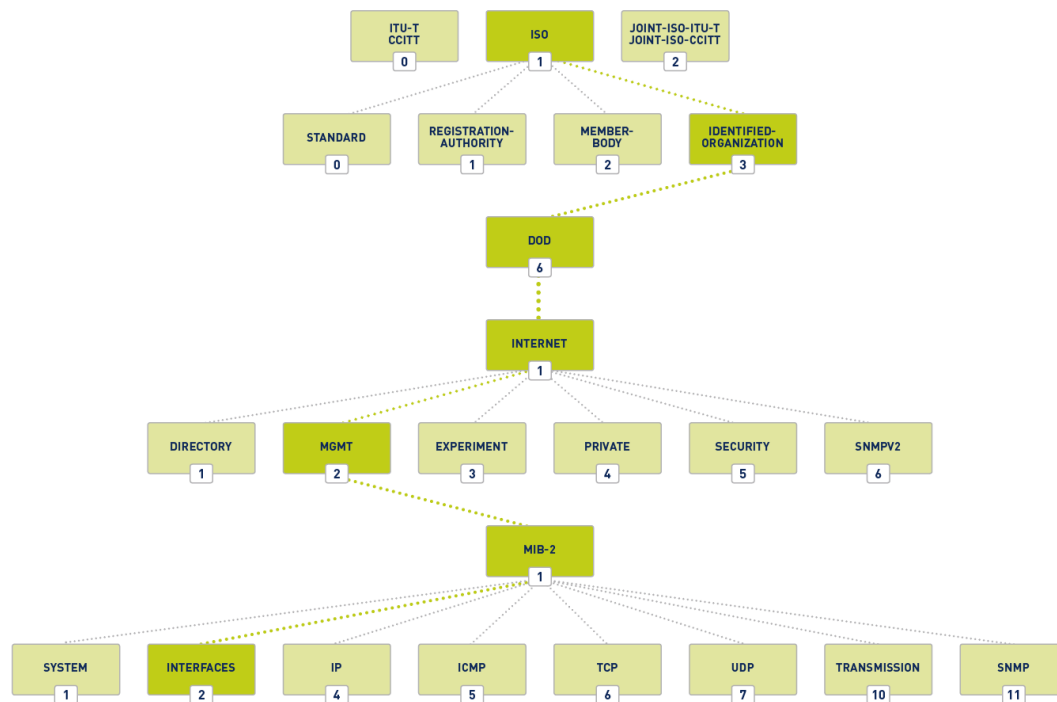 ITU-T
CCITT
0
ISO
1
JOINT-ISO-ITU-T
JOINT-ISO-CCITT
2
STANDARD
0
REGISTRATION-
AUTHORITY
1
MEMBER-
BODY
2
IDENTIFIED-
ORGANIZATION
3
DOD
6
INTERNET
1
DIRECTORY
1
MGMT
2
EXPERIMENT
3
PRIVATE
4
SECURITY
5
SNMPV2
6
MIB-2
1
SYSTEM
1
INTERFACES
2
IP
4
ICMP
5
TCP
6
UDP
7
TRANSMISSION
10
SNMP
11